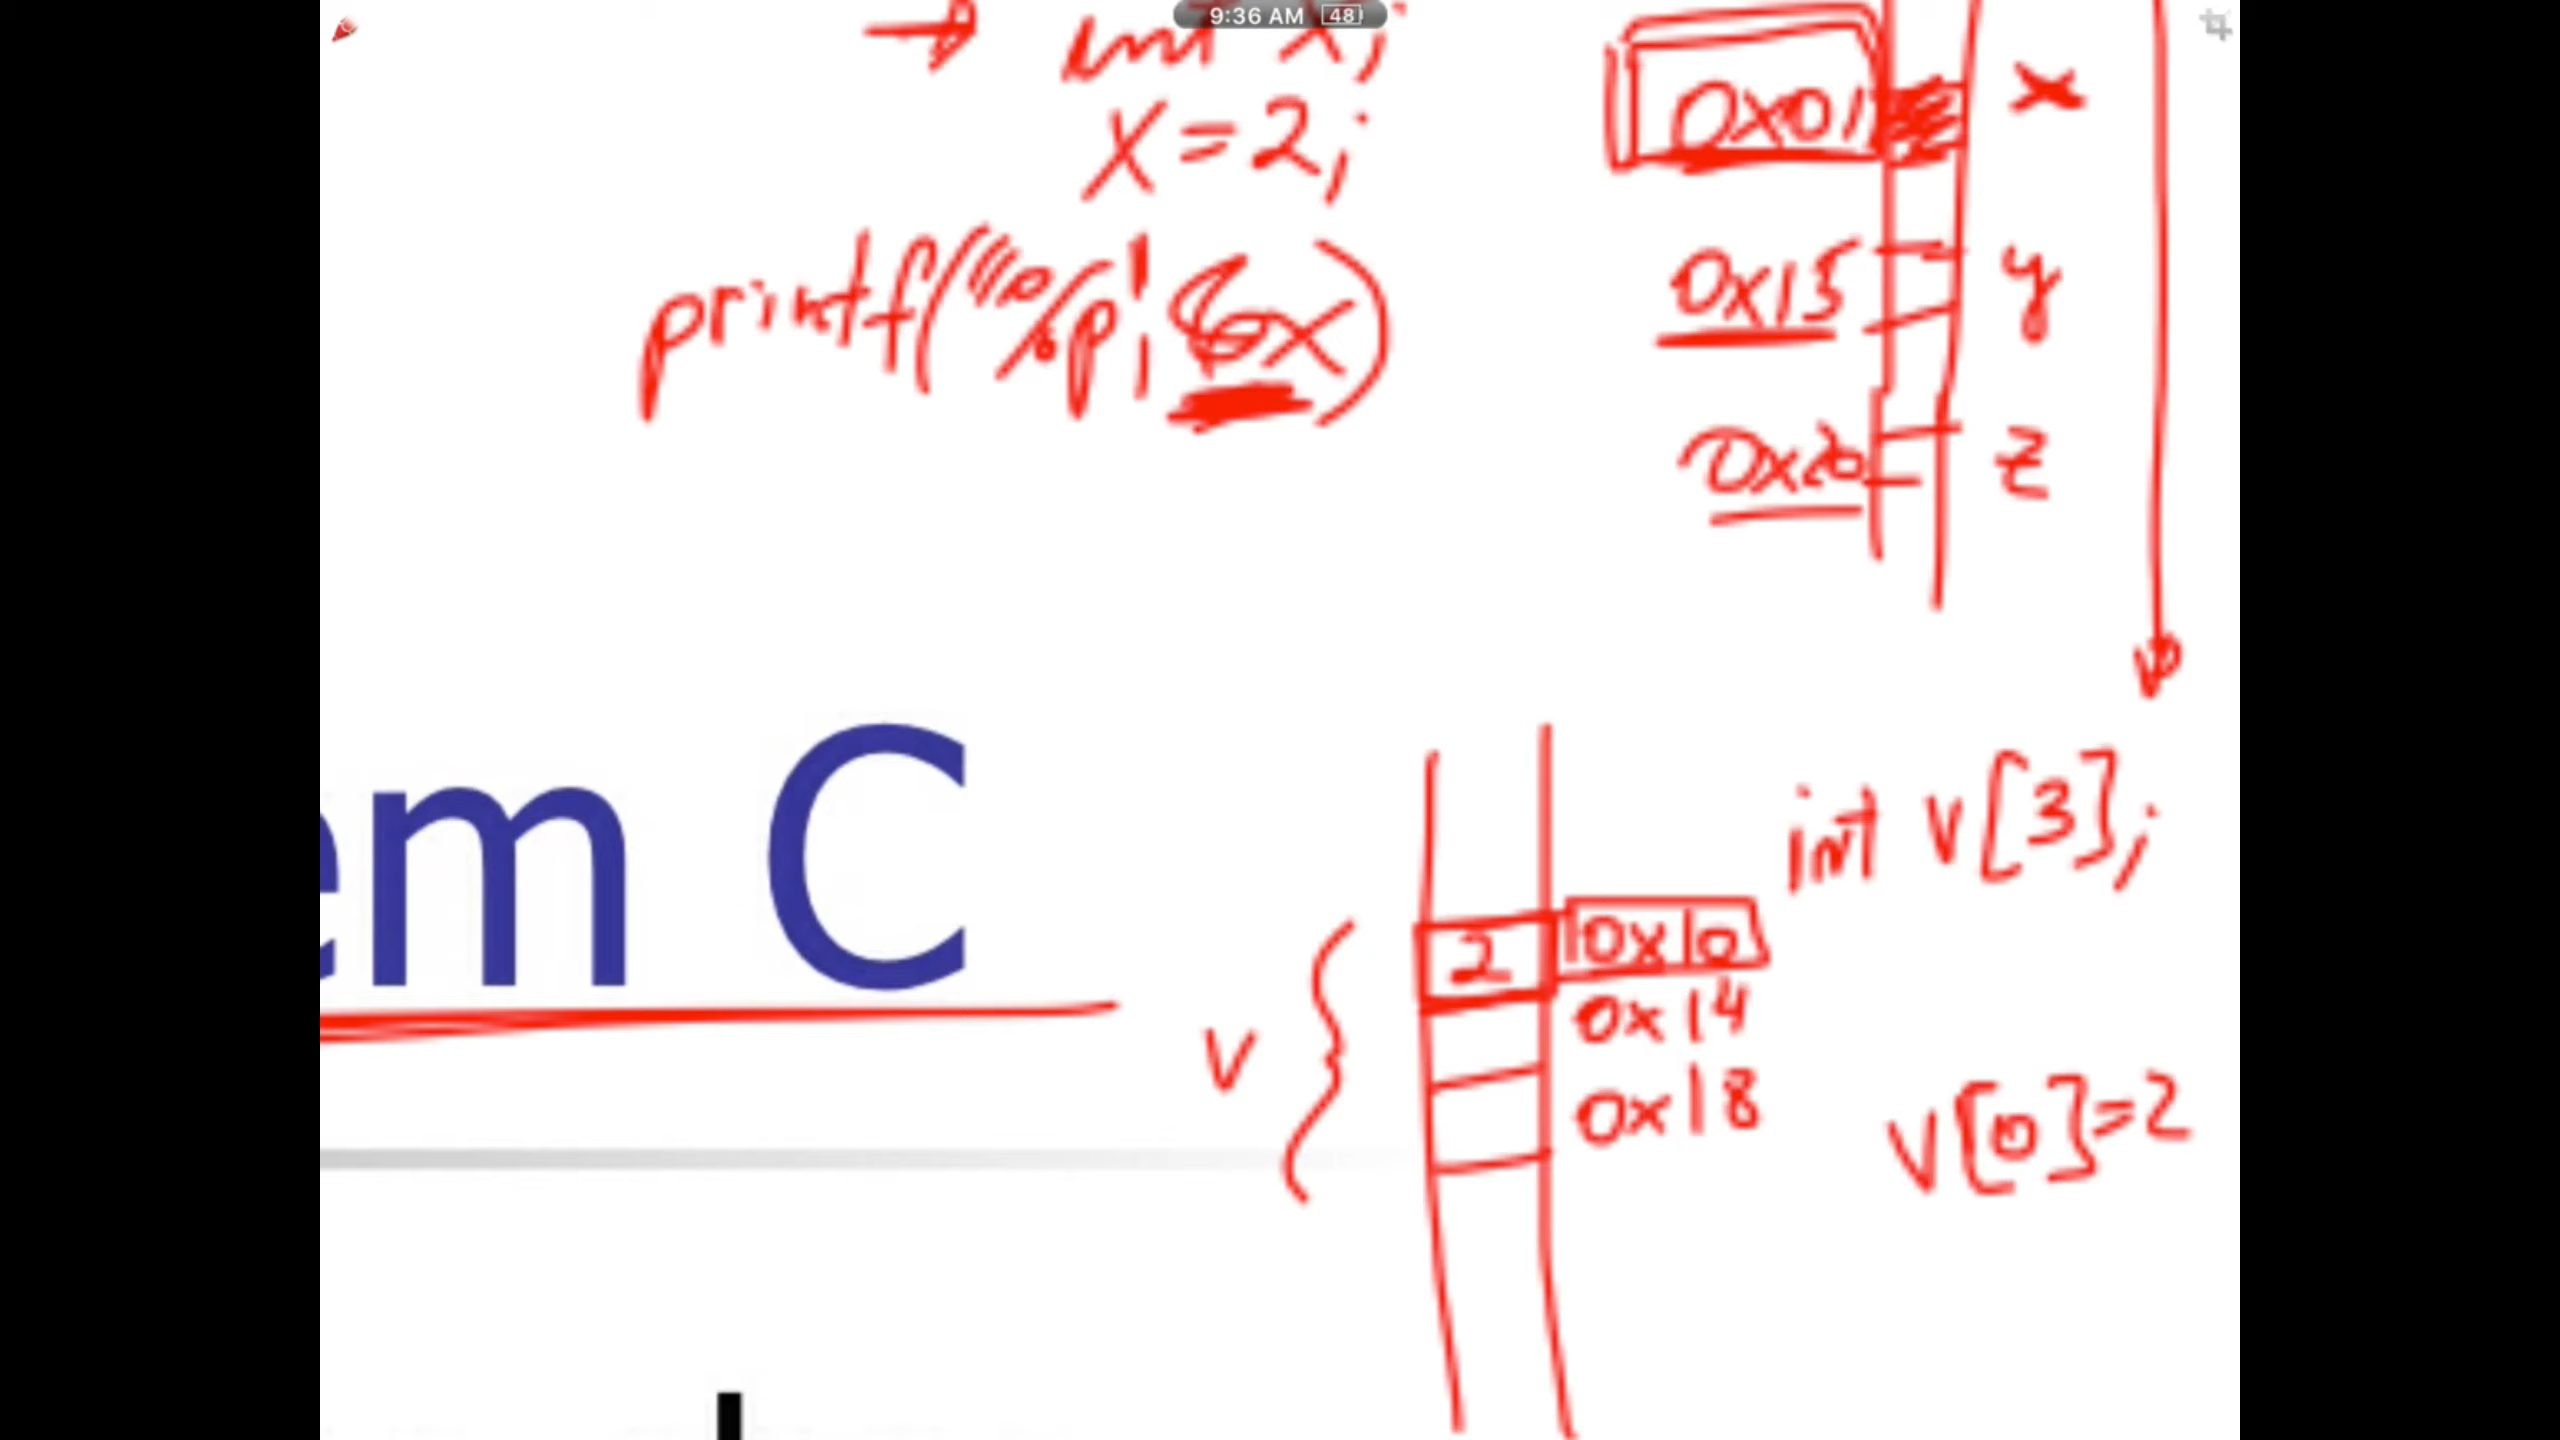 9:36 AM 48
→ int x;
x = 2;
printf("%p", &x)
0x01 x
0x15 y
0x20 z
em C
int v[3];
2 0x10
0x14
v
0x18
v[0]=2